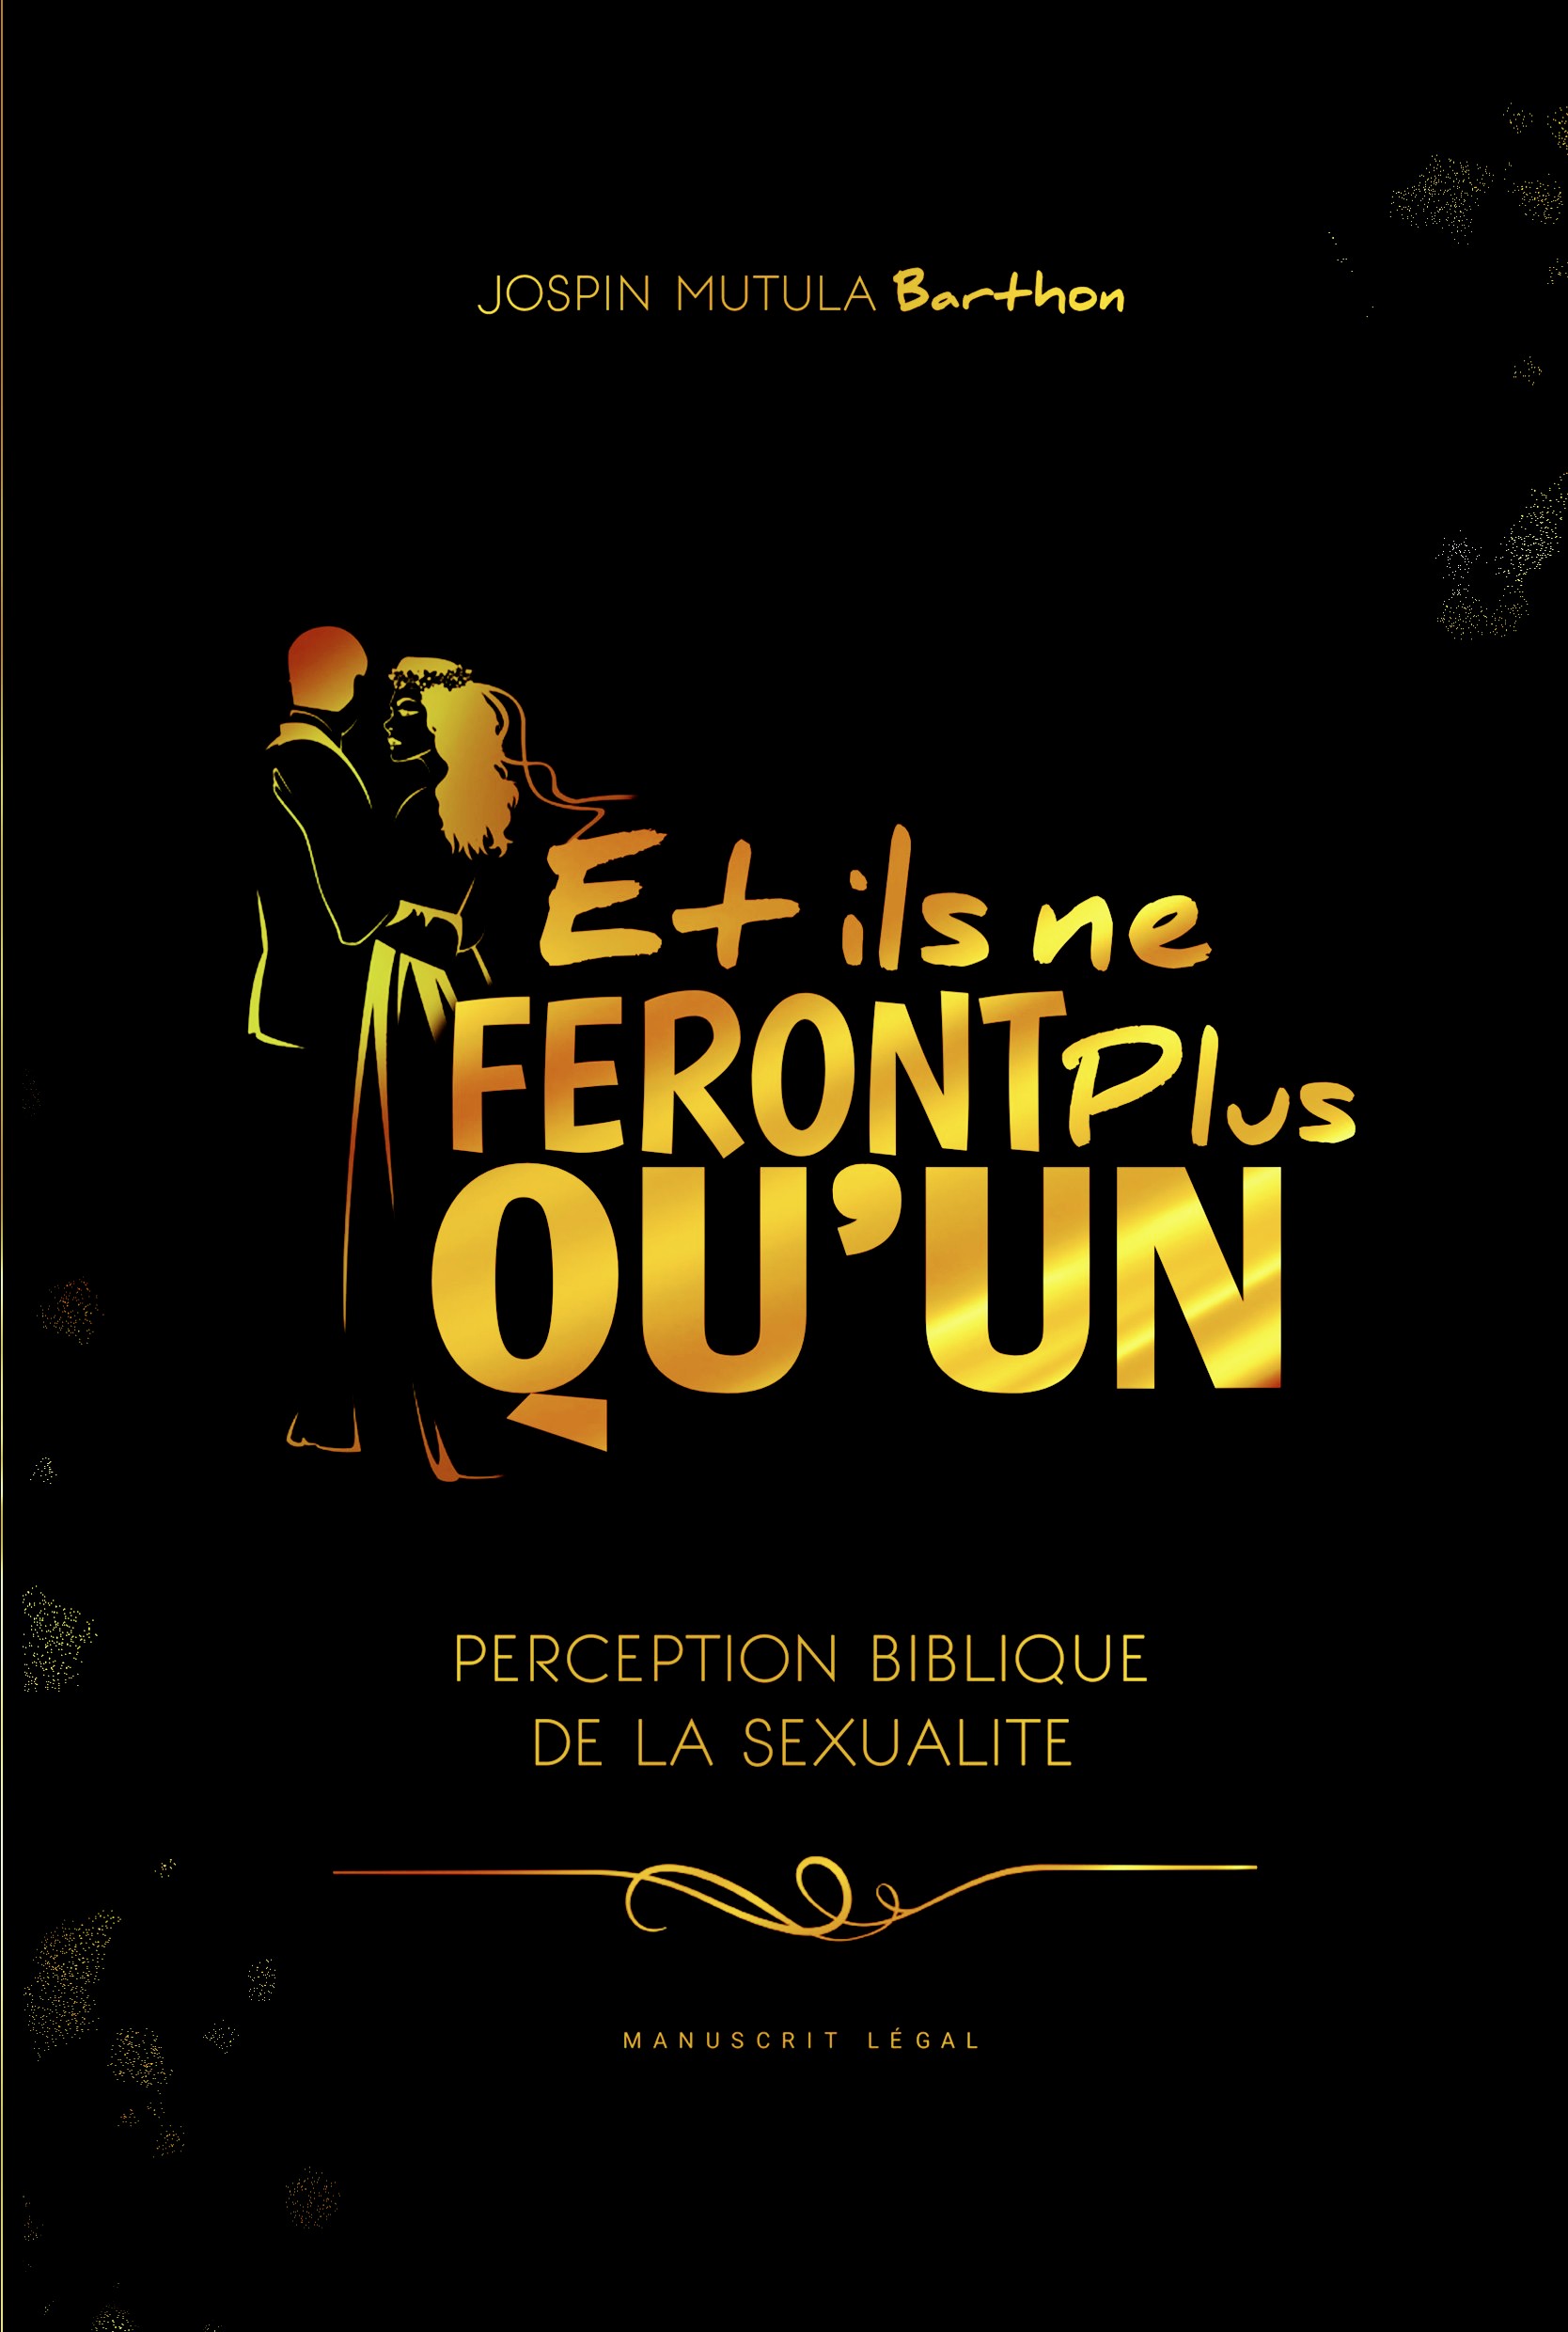 JOSPIN MUTULA Barthon
Et ils ne
FERONT Plus
QU'UN
PERCEPTION BIBLIQUE
DE LA SEXUALITE
MANUSCRIT LÉGAL